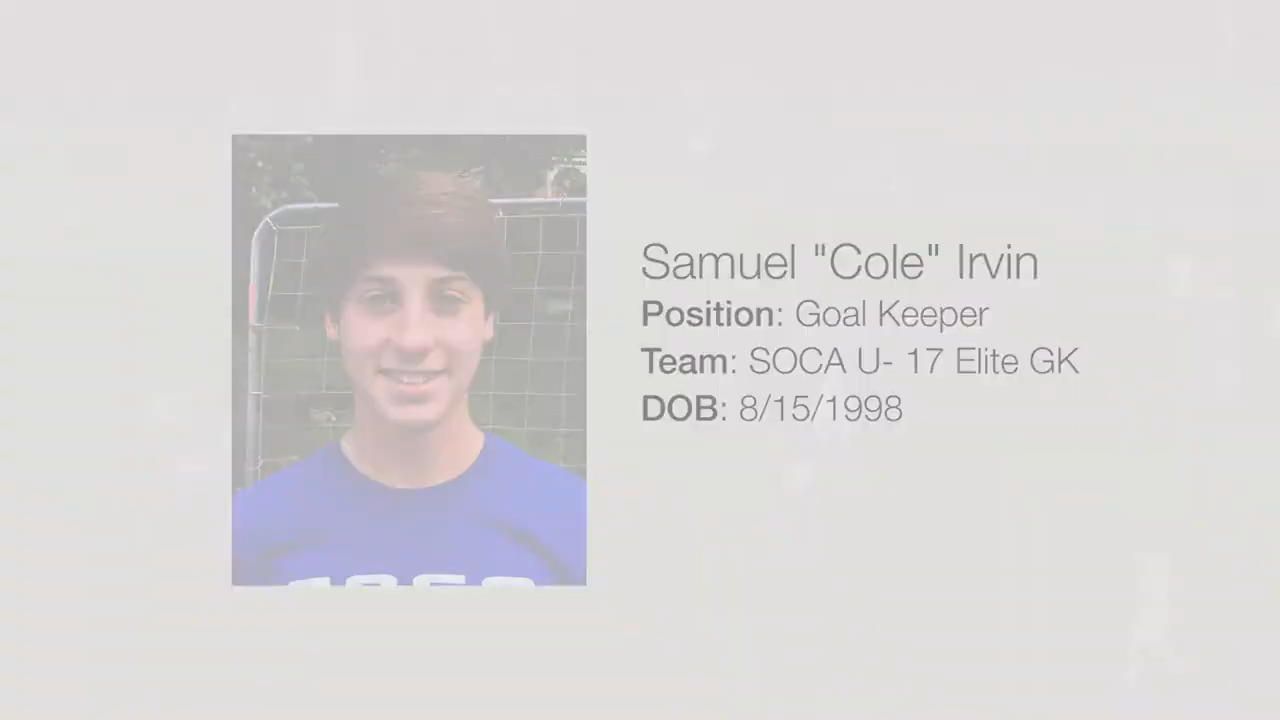 Samuel "Cole" Irvin
Position: Goal Keeper
Team: SOCA U- 17 Elite GK
DOB: 8/15/1998